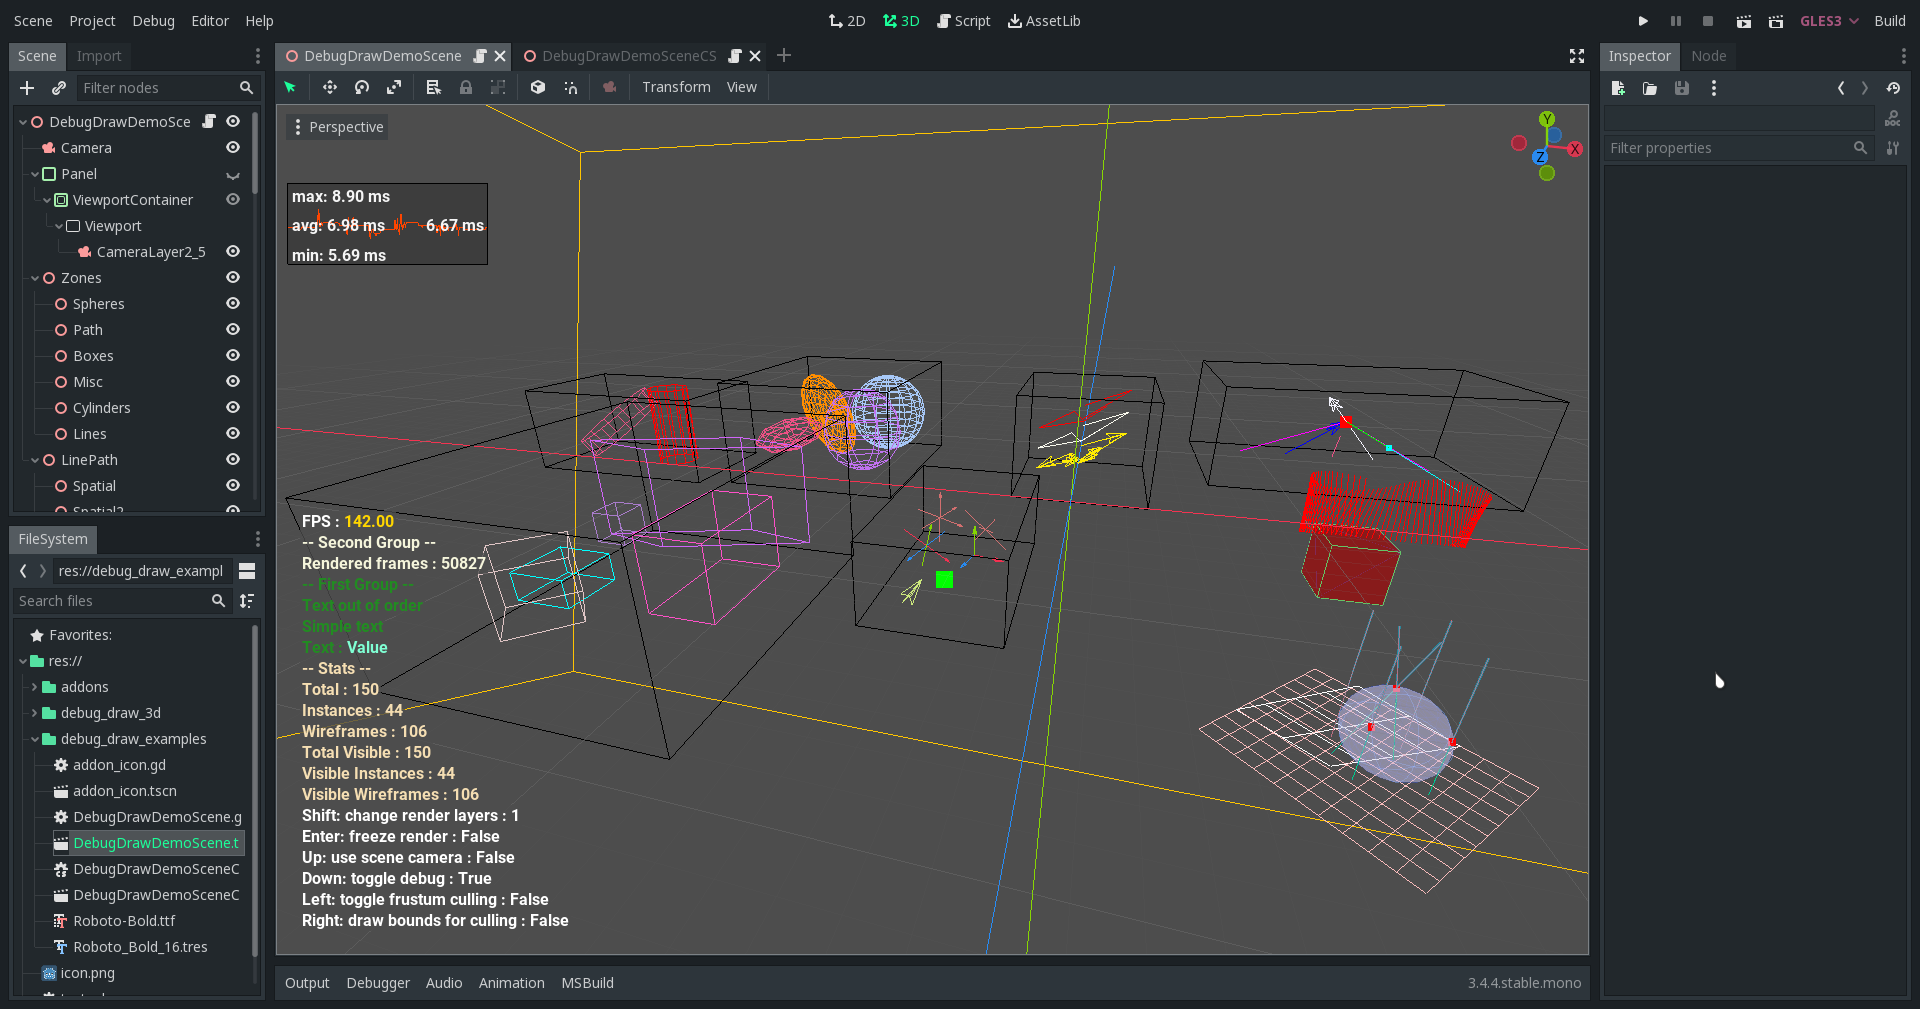 Scene Project Debug Editor Help
2D 3D Script AssetLib
GLES3 Build
Scene Import
DebugDrawDemoScene DebugDrawDemoSceneCS
Inspector Node
Filter nodes
Transform View
DebugDrawDemoSce
Camera
Panel
ViewportContainer
Viewport
CameraLayer2_5
Zones
Spheres
Path
Boxes
Misc
Cylinders
Lines
LinePath
Spatial
Spatial2
FileSystem
res://debug_draw_exampl
Search files
Favorites:
res://
addons
debug_draw_3d
debug_draw_examples
addon_icon.gd
addon_icon.tscn
DebugDrawDemoScene.g
DebugDrawDemoScene.t
DebugDrawDemoSceneC
DebugDrawDemoSceneC
Roboto-Bold.ttf
Roboto_Bold_16.tres
icon.png
Perspective
Y
X
Z
max: 8.90 ms
avg: 6.98 ms 6.67 ms
min: 5.69 ms
FPS : 142.00
-- Second Group --
Rendered frames : 50827
-- First Group --
Text out of order
Simple text
Text : Value
-- Stats --
Total : 150
Instances : 44
Wireframes : 106
Total Visible : 150
Visible Instances : 44
Visible Wireframes : 106
Shift: change render layers : 1
Enter: freeze render : False
Up: use scene camera : False
Down: toggle debug : True
Left: toggle frustum culling : False
Right: draw bounds for culling : False
Output Debugger Audio Animation MSBuild
3.4.4.stable.mono
DOC
Filter properties